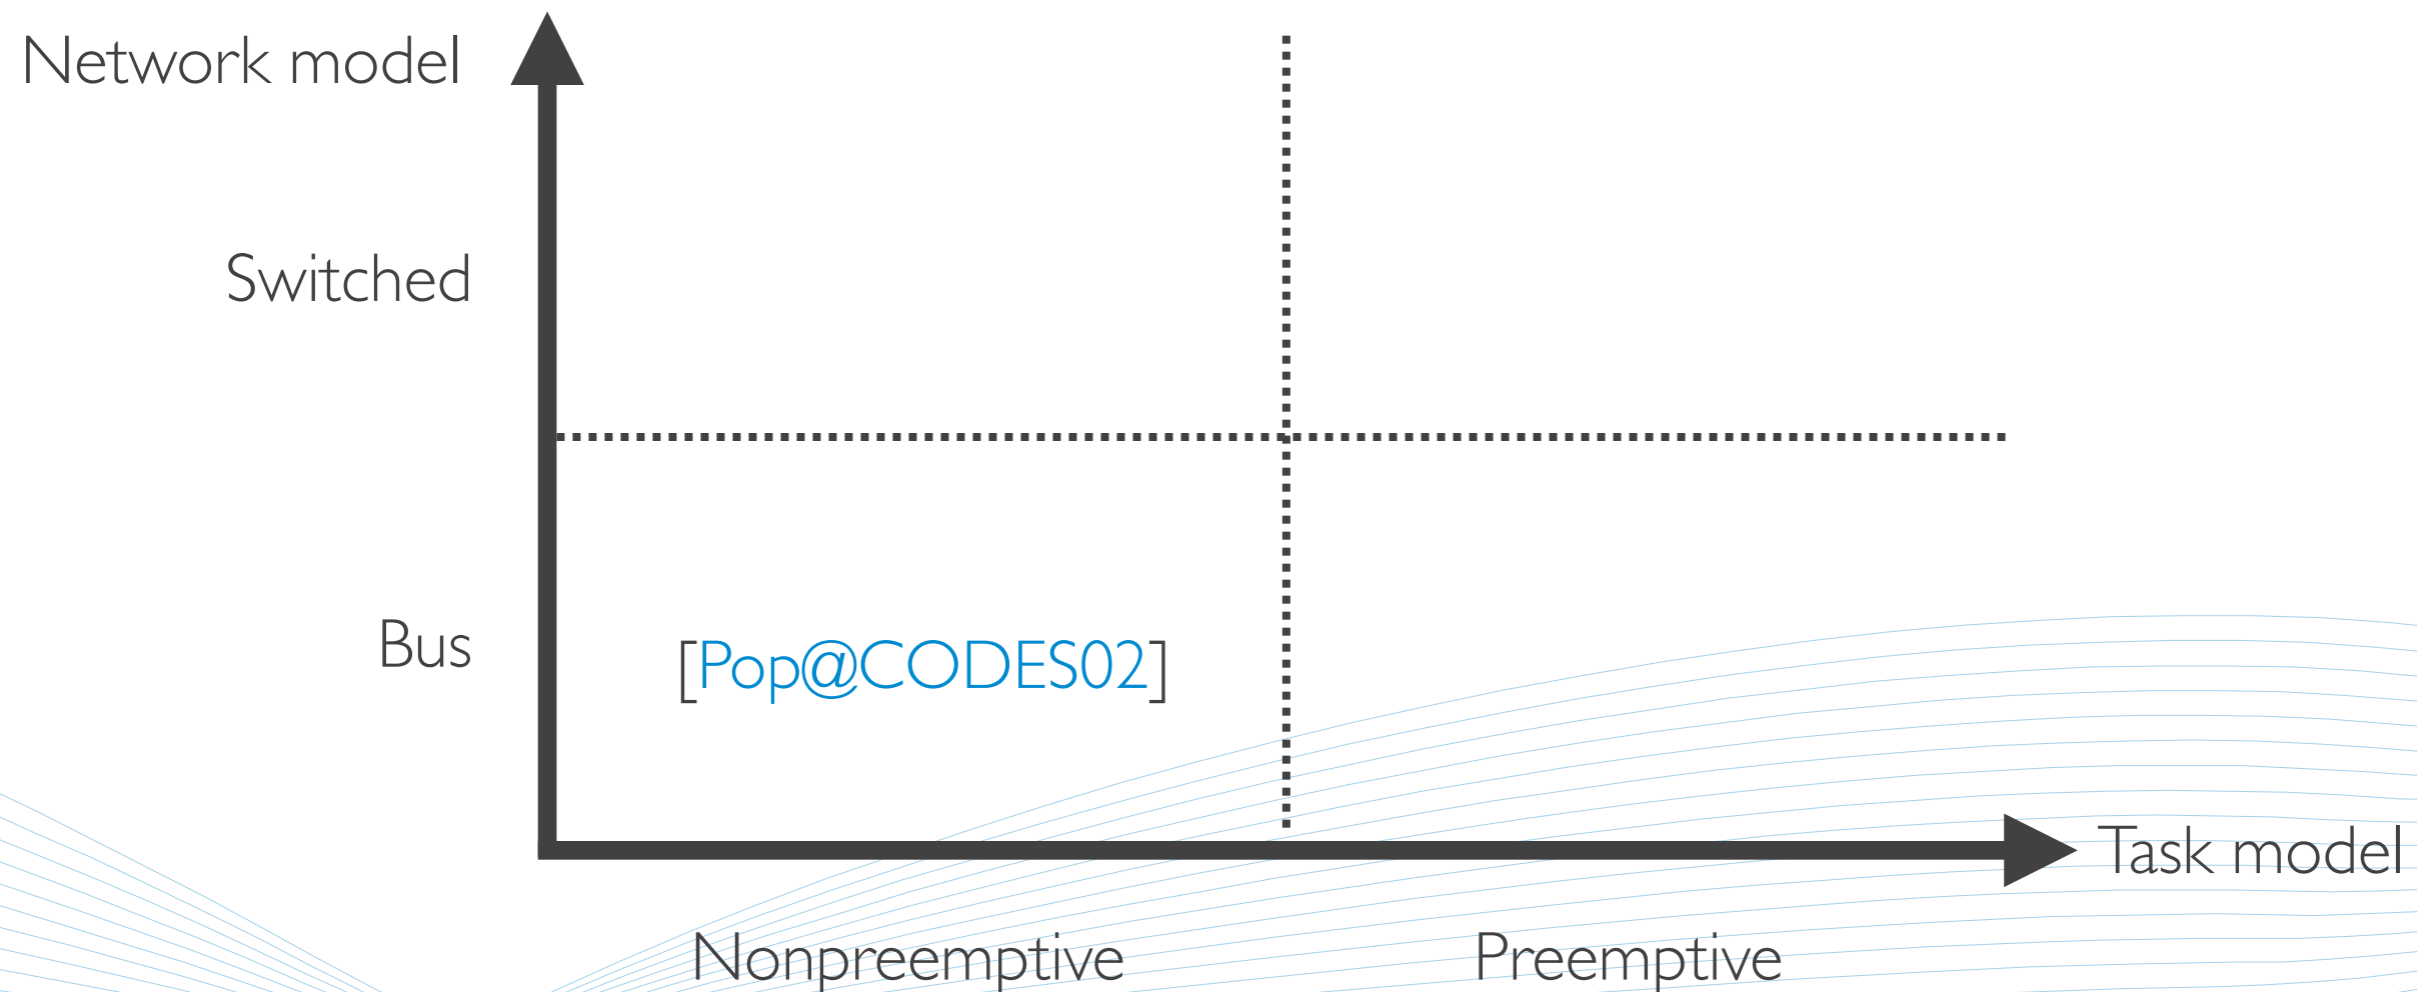 Network model
Switched
Bus
[Pop@CODES02]
Task model
Nonpreemptive
Preemptive